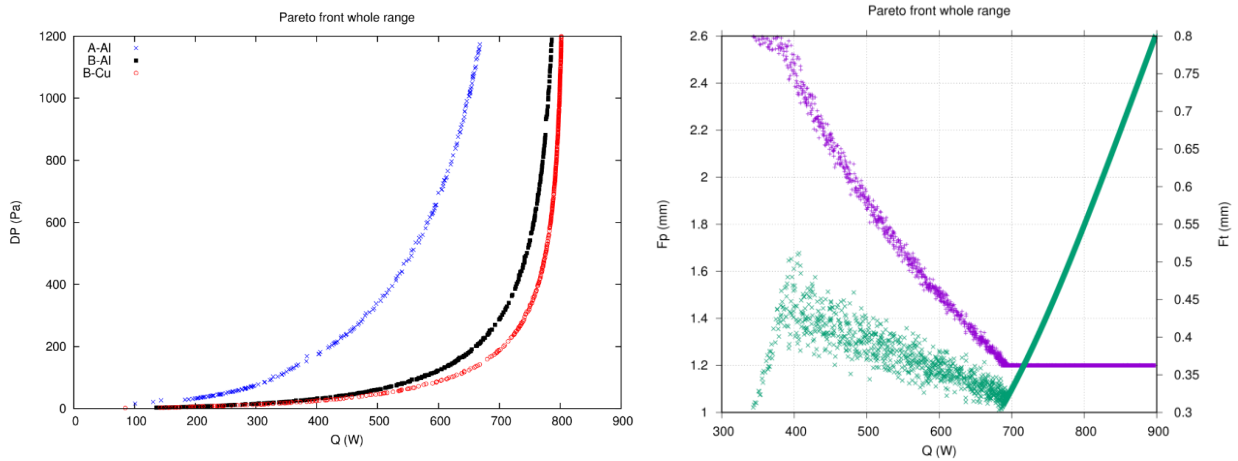 Pareto front whole range
1200
1000
800
600
400
200
0
DP (Pa)
A-Al
B-Al
B-Cu
0 100 200 300 400 500 600 700 800 900
Q (W)
Pareto front whole range
2.6
2.4
2.2
2
1.8
1.6
1.4
1.2
1
Fp (mm)
0.8
0.75
0.7
0.65
0.6
0.55
0.5
0.45
0.4
0.35
0.3
Ft (mm)
300 400 500 600 700 800 900
Q (W)